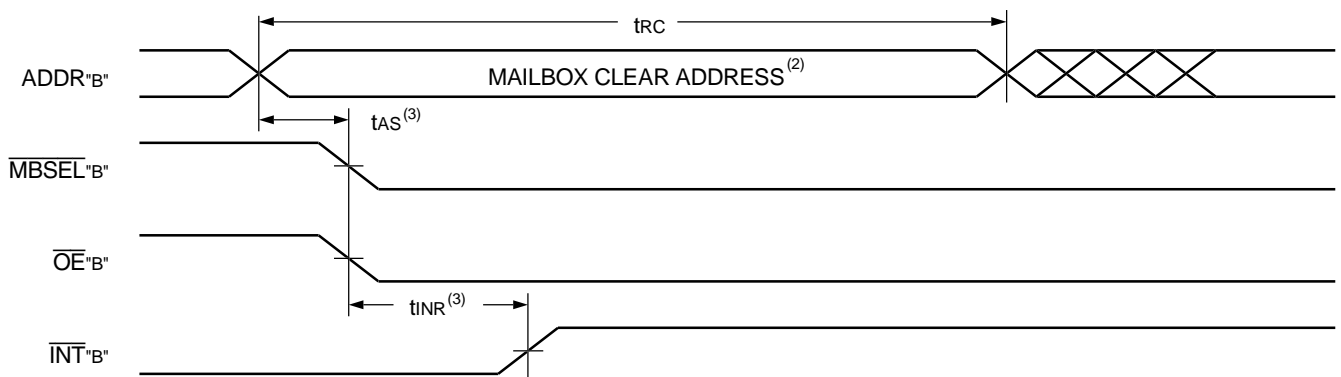 tRC
ADDR"B"
MAILBOX CLEAR ADDRESS(2)
tAS(3)
MBSEL"B"
OE"B"
tINR(3)
INT"B"